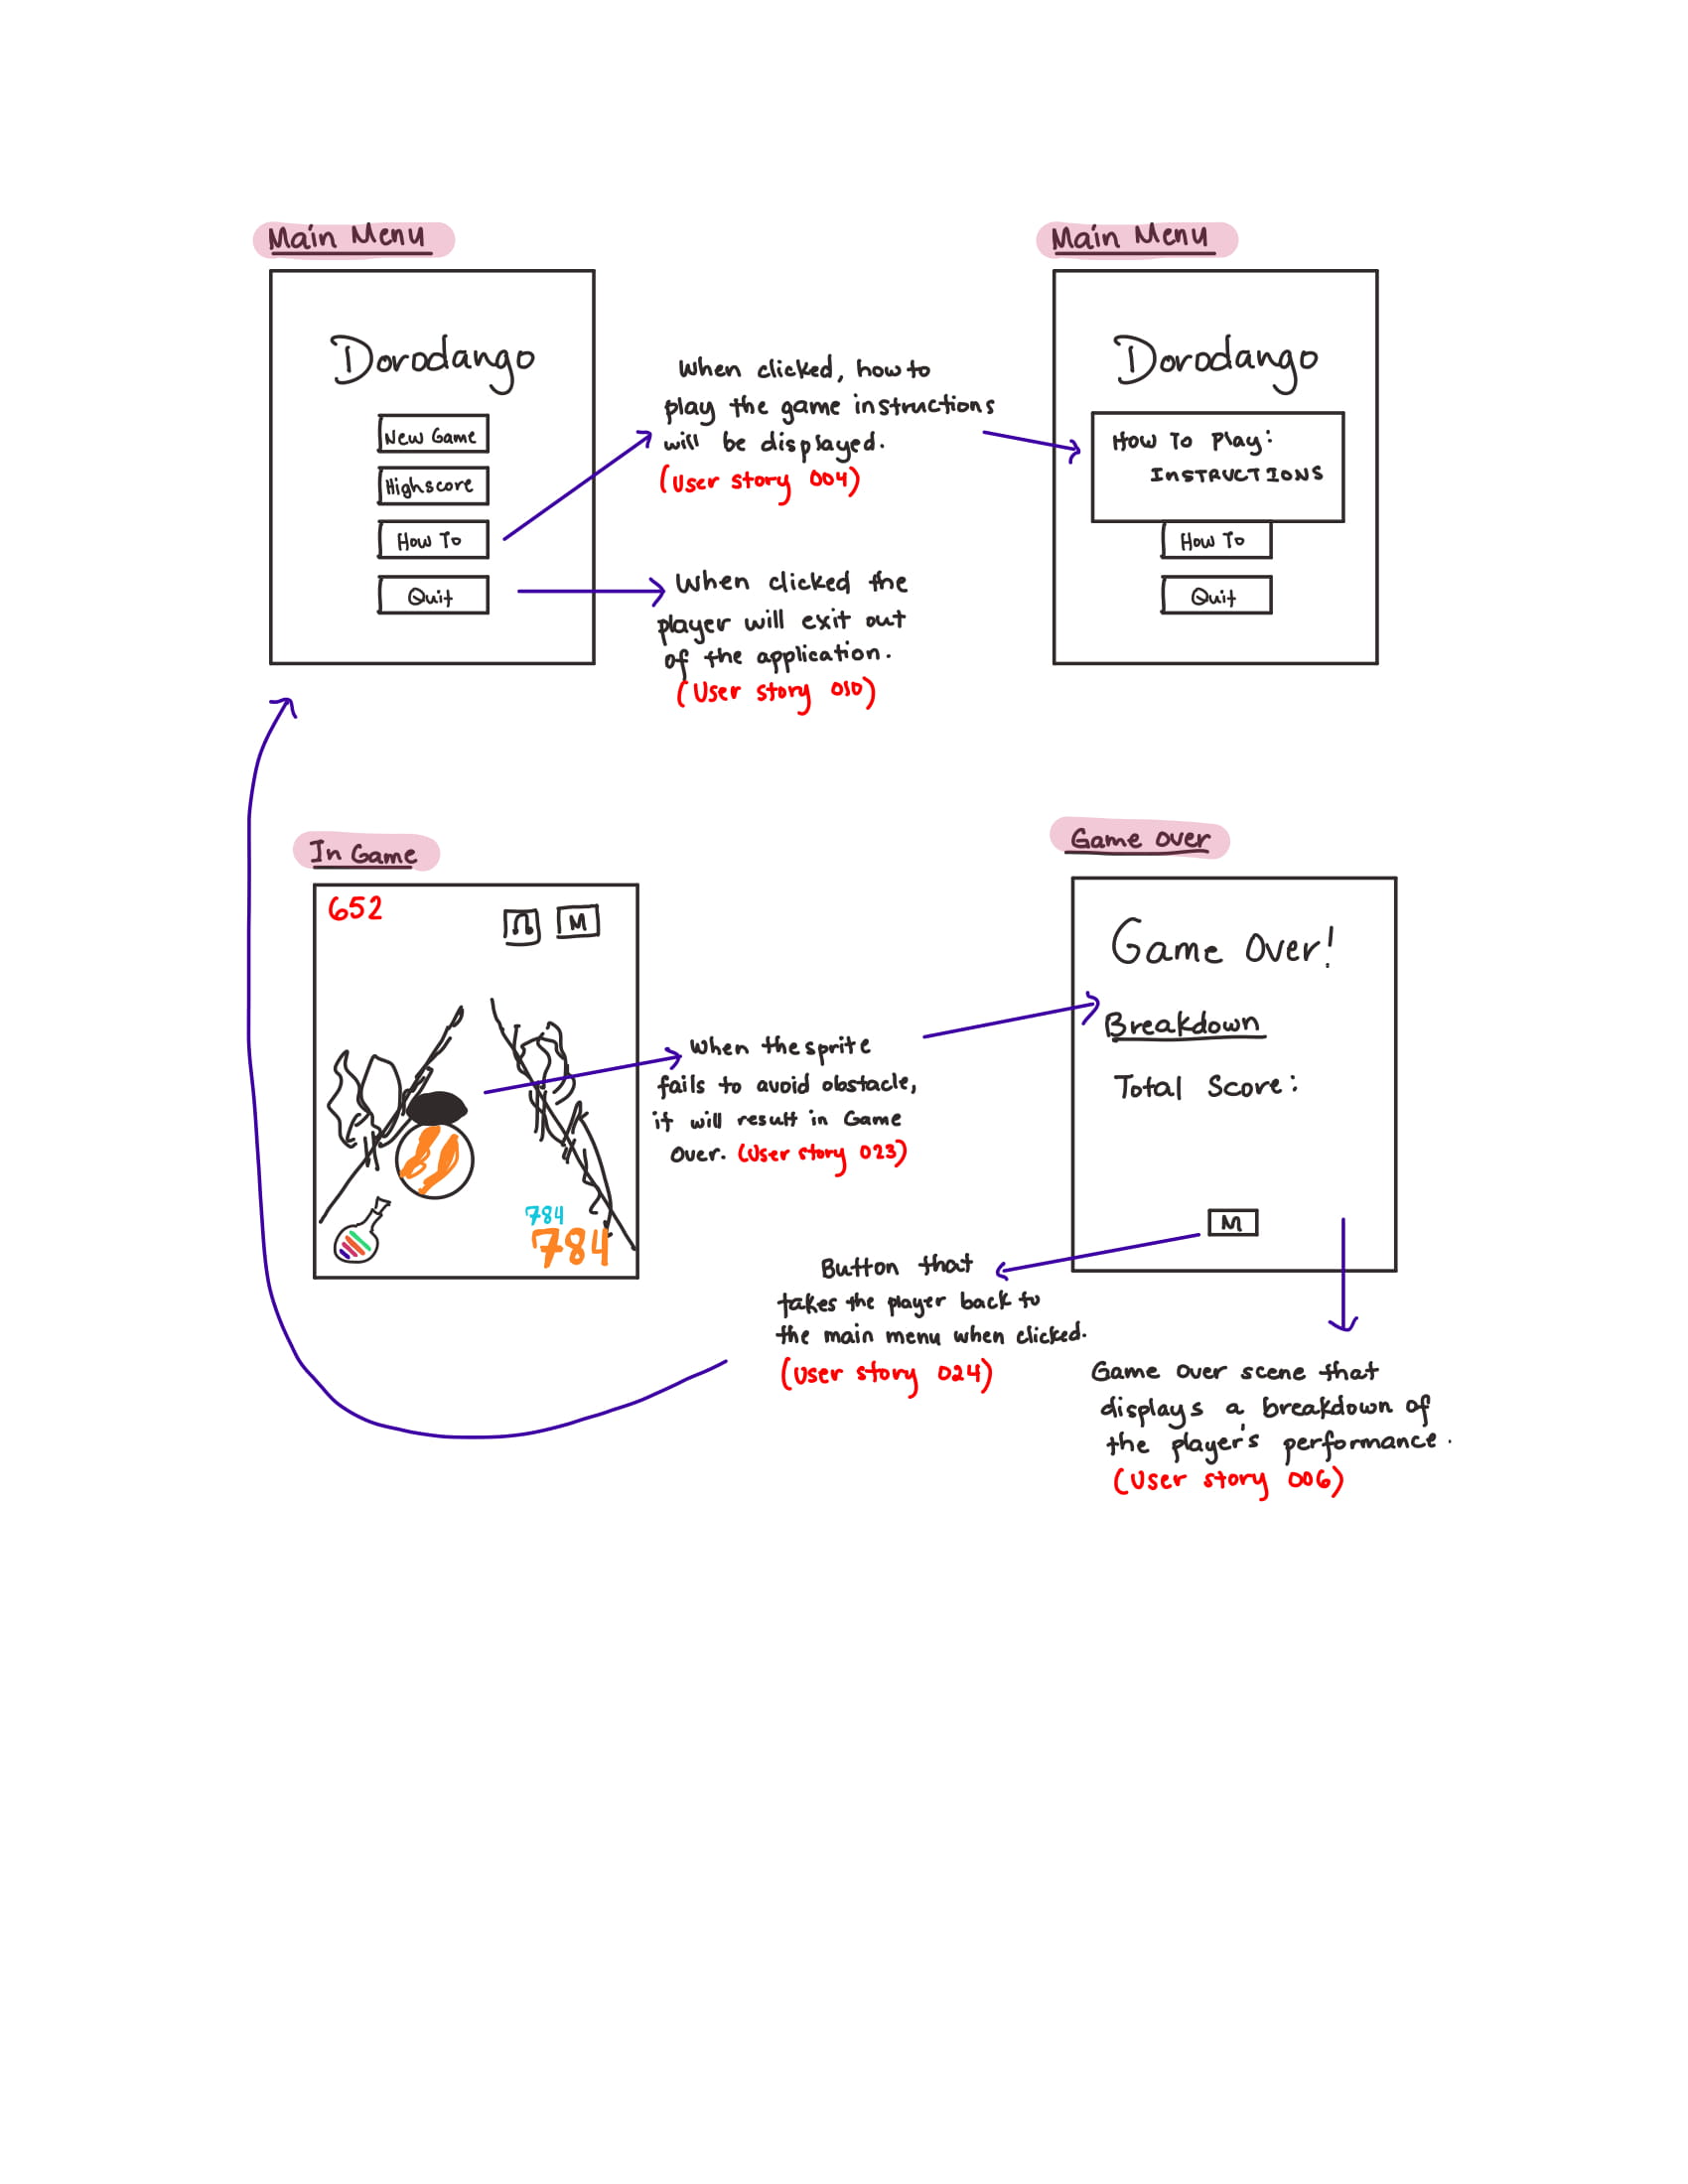 Main Menu
Dorodango
New Game
Highscore
How To
Quit
When clicked, how to
play the game instructions
will be displayed.
(User story 004)
When clicked the
player will exit out
of the application.
(User story 010)
Main Menu
Dorodango
How To Play:
INSTRUCTIONS
How To
Quit
In Game
652
M
784
784
When the sprite
fails to avoid obstacle,
it will result in Game
Over. (User story 023)
Game Over
Game Over!
Breakdown
Total Score:
M
Button that
takes the player back to
the main menu when clicked.
(User story 024)
Game Over scene that
displays a breakdown of
the player's performance.
(User story 006)